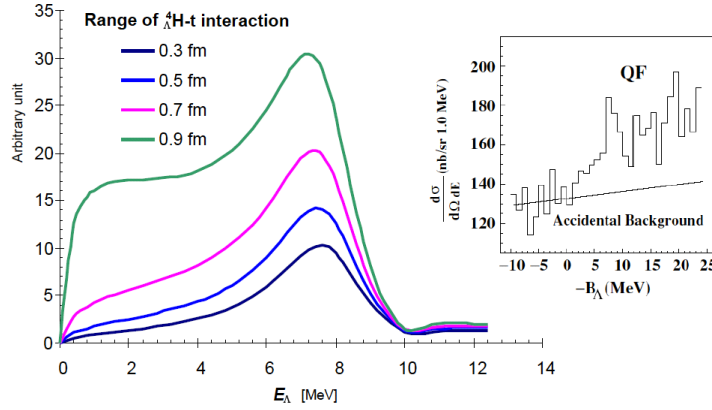 Range of ⁴ΛH-t interaction
0.3 fm
0.5 fm
0.7 fm
0.9 fm
Arbitrary unit
35
30
25
20
15
10
5
0
0 2 4 6 8 10 12 14
E_Λ [MeV]
QF
dσ/dΩ dE (nb/sr 1.0 MeV)
200
180
160
140
120
Accidental Background
-10 -5 0 5 10 15 20 25
-B_Λ (MeV)